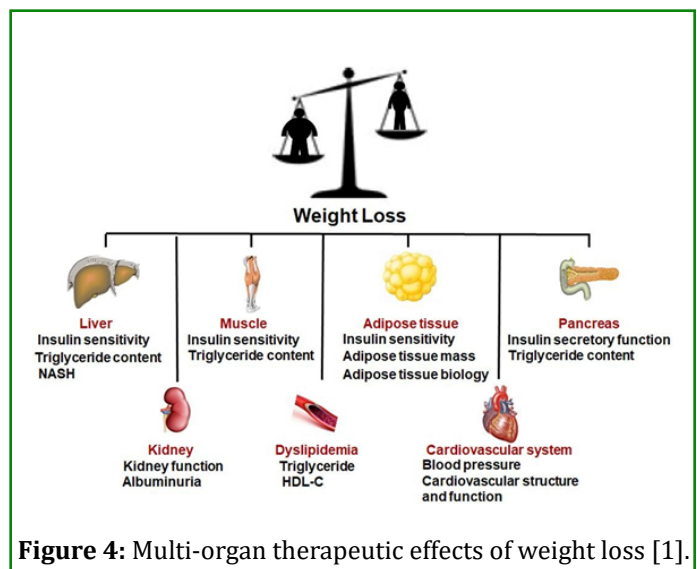 Weight Loss
Liver
Insulin sensitivity
Triglyceride content
NASH
Muscle
Insulin sensitivity
Triglyceride content
Adipose tissue
Insulin sensitivity
Adipose tissue mass
Adipose tissue biology
Pancreas
Insulin secretory function
Triglyceride content
Kidney
Kidney function
Albuminuria
Dyslipidemia
Triglyceride
HDL-C
Cardiovascular system
Blood pressure
Cardiovascular structure
and function
Figure 4: Multi-organ therapeutic effects of weight loss [1].